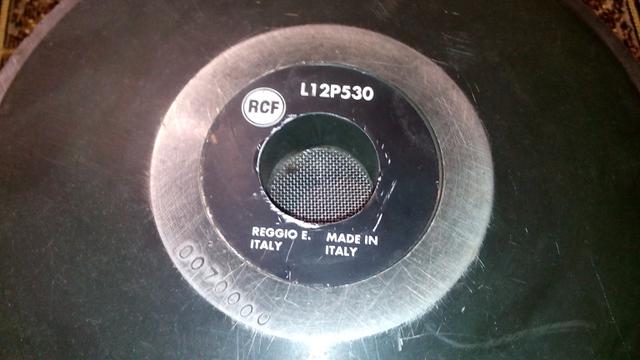 RCF
L12P530
REGGIO E. MADE IN
ITALY ITALY
0070000